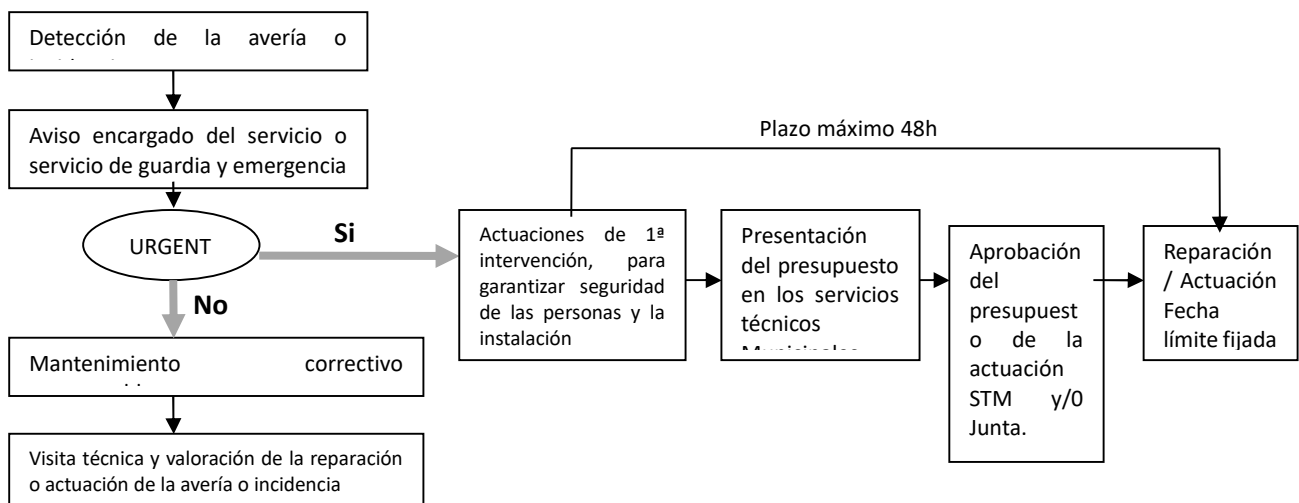 Detección de la avería o
Aviso encargado del servicio o
servicio de guardia y emergencia
Plazo máximo 48h
URGENT
Si
No
Actuaciones de 1ª
intervención, para
garantizar seguridad
de las personas y la
instalación
Presentación
del presupuesto
en los servicios
técnicos
Aprobación
del
presupuest
o de la
actuación
STM y/0
Junta.
Reparación
/ Actuación
Fecha
límite fijada
Mantenimiento correctivo
Visita técnica y valoración de la reparación
o actuación de la avería o incidencia